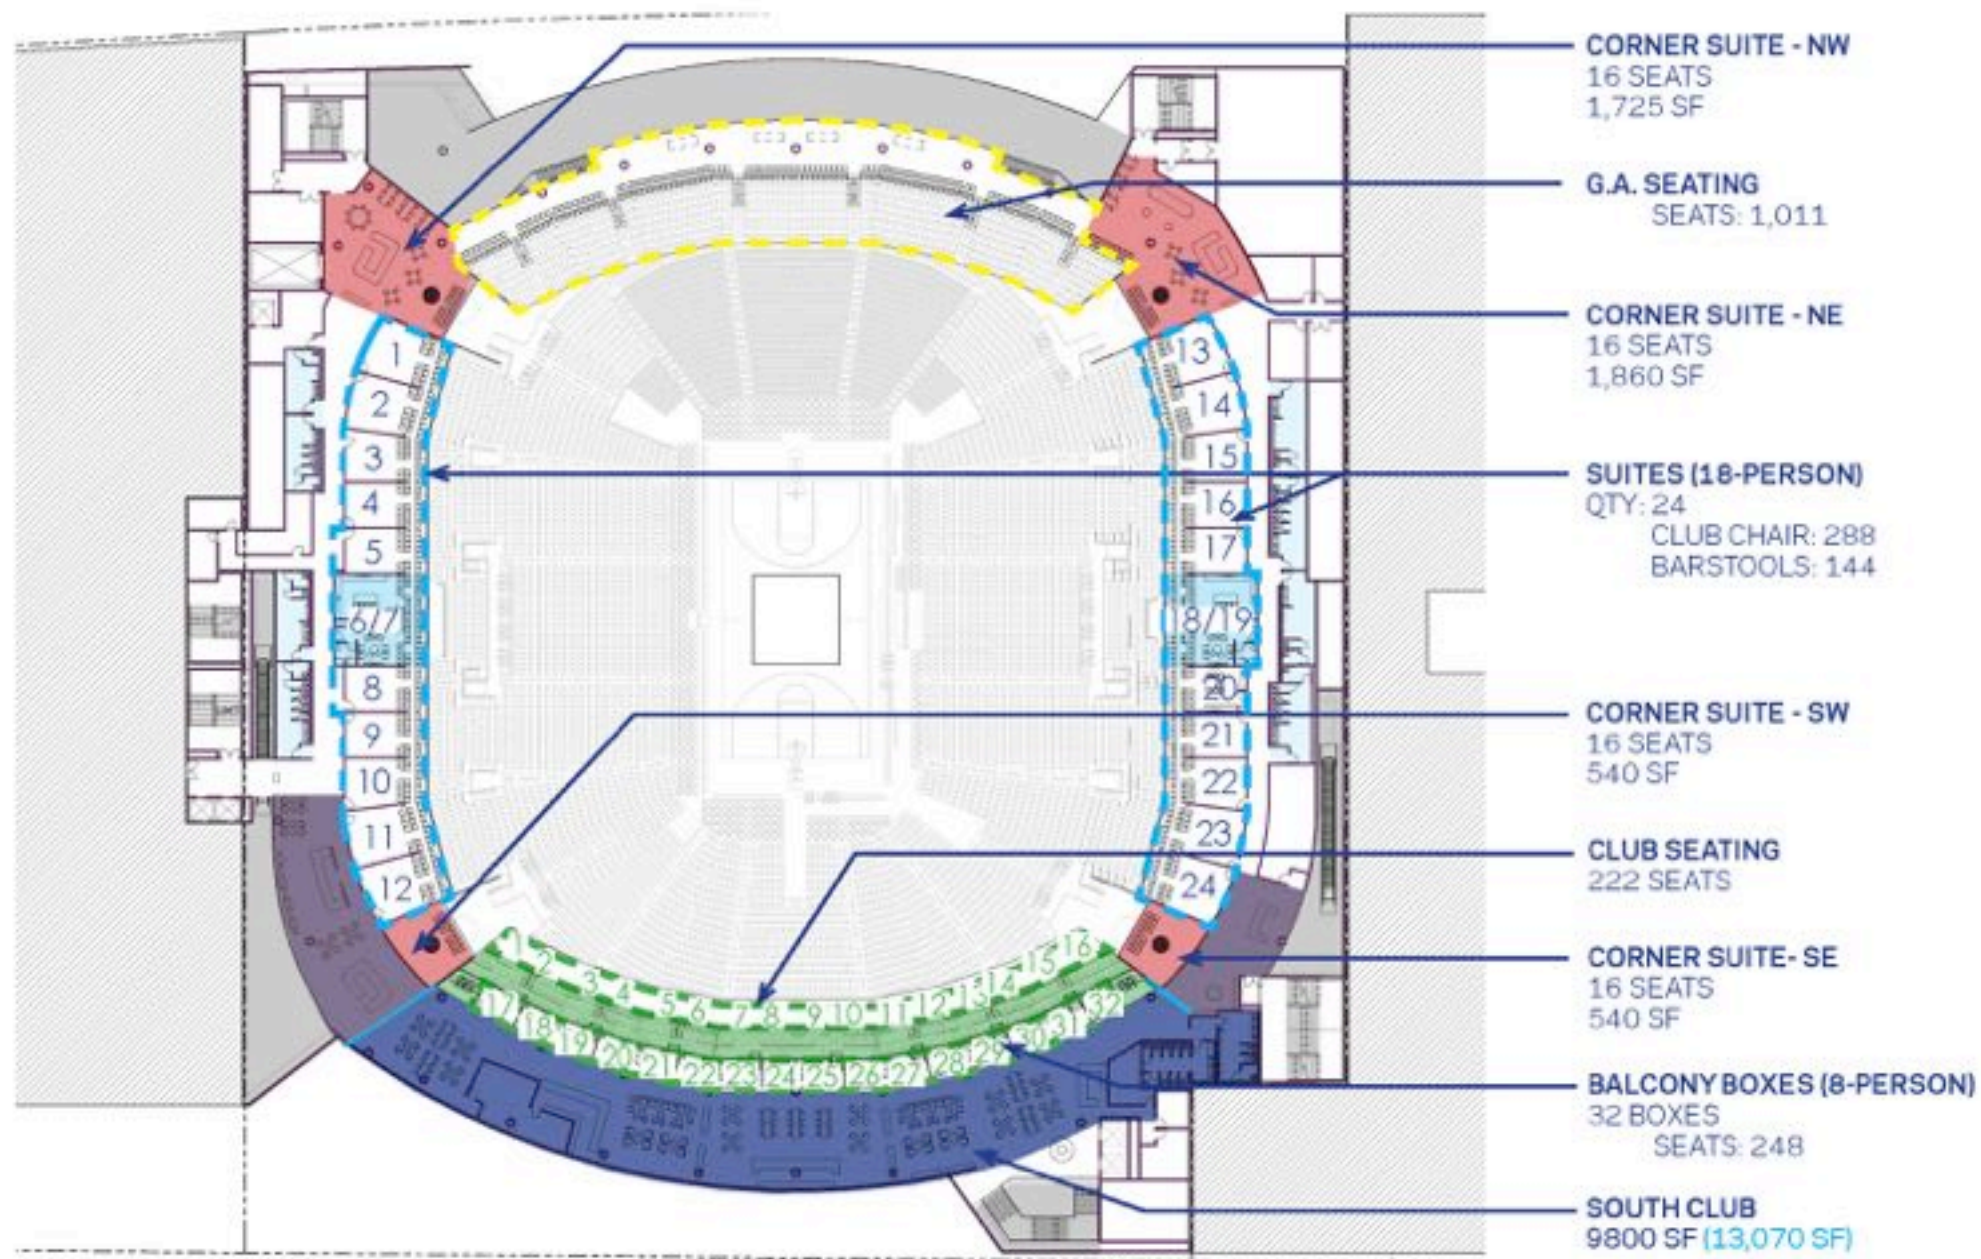 CORNER SUITE - NW
16 SEATS
1,725 SF
G.A. SEATING
SEATS: 1,011
CORNER SUITE - NE
16 SEATS
1,860 SF
SUITES (18-PERSON)
QTY: 24
CLUB CHAIR: 288
BARSTOOLS: 144
CORNER SUITE - SW
16 SEATS
540 SF
CLUB SEATING
222 SEATS
CORNER SUITE- SE
16 SEATS
540 SF
BALCONY BOXES (8-PERSON)
32 BOXES
SEATS: 248
SOUTH CLUB
9800 SF (13,070 SF)
1
2
3
4
5
6/7
8
9
10
11
12
13
14
15
16
17
18/19
20
21
22
23
24
1 2 3 4 5 6 7 8 9 10 11 12 13 14 15 16
17 18 19 20 21 22 23 24 25 26 27 28 29 30 31 32